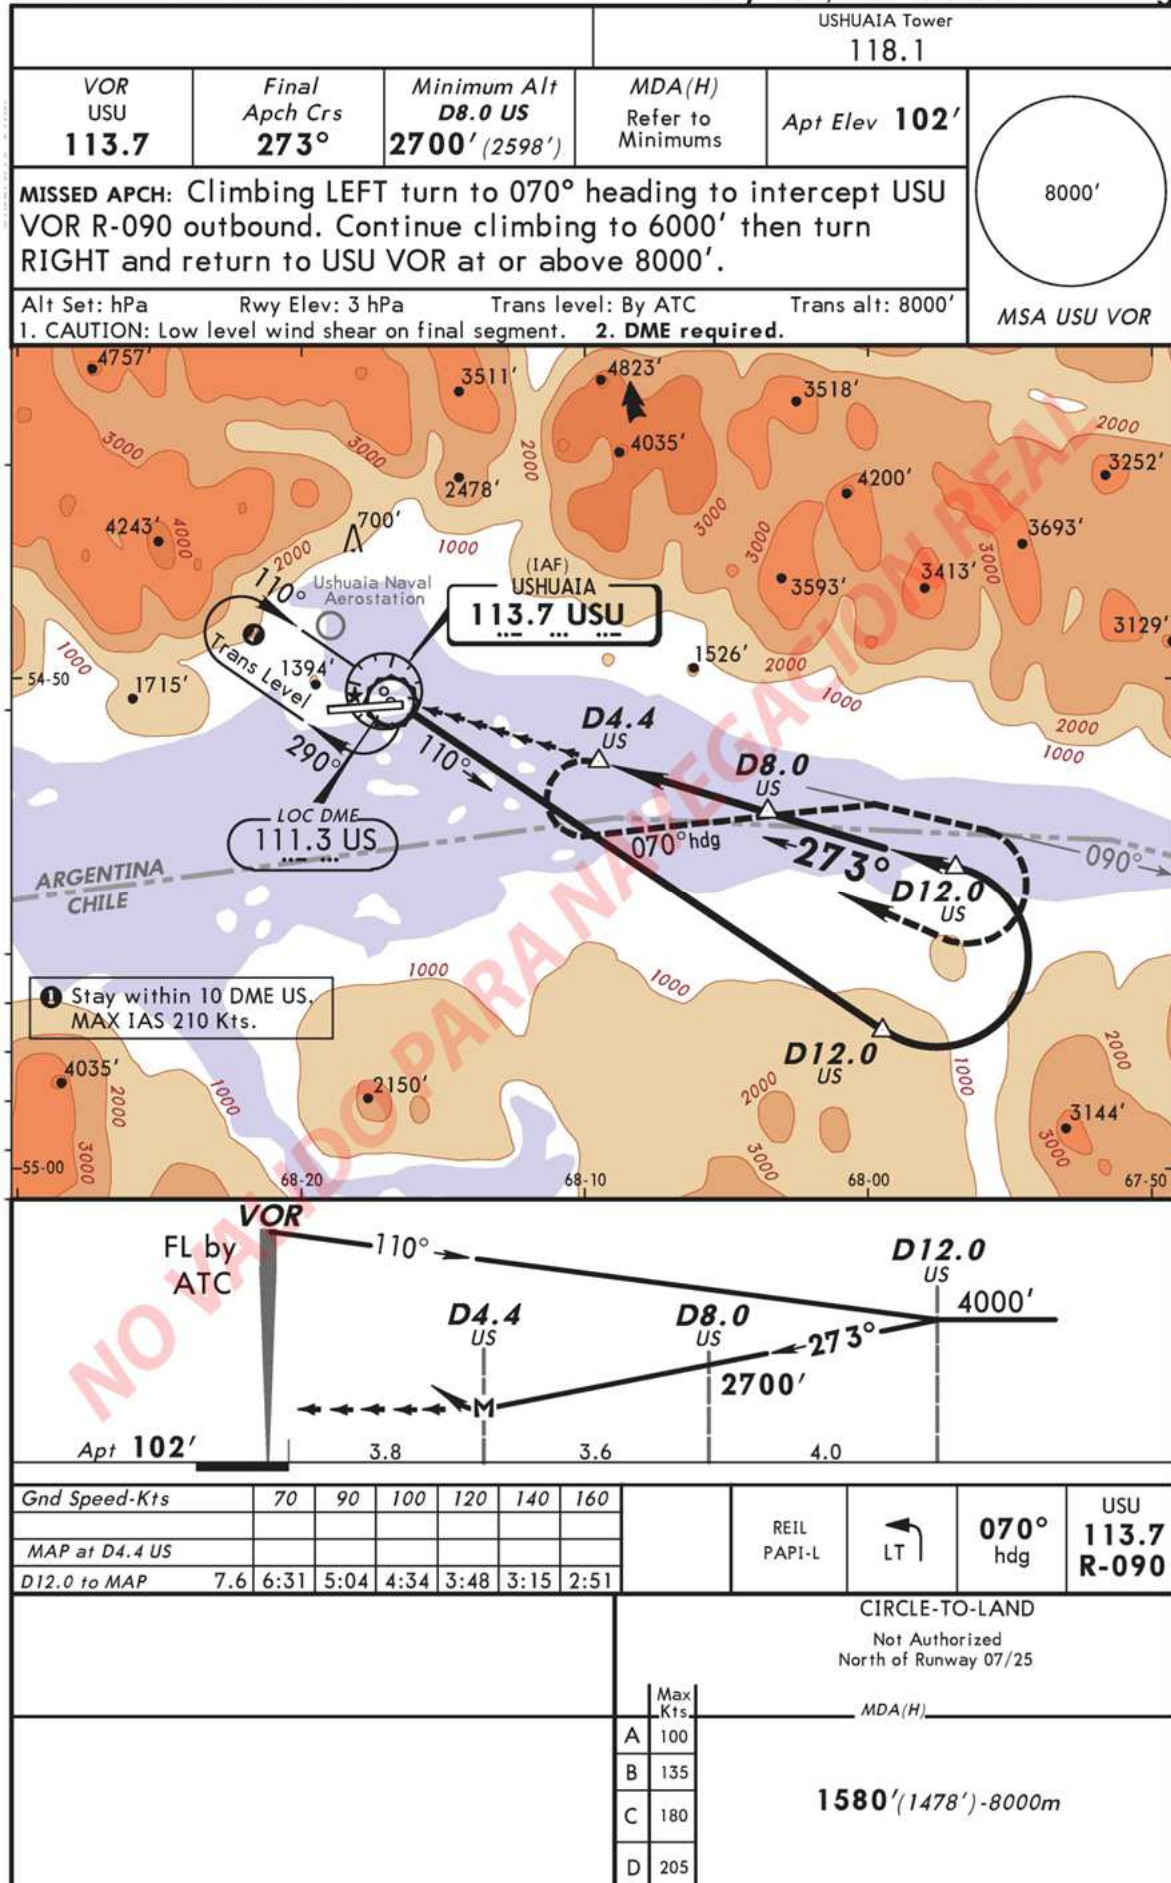 USHUAIA Tower
118.1
VOR
USU
113.7
Final
Apch Crs
273°
Minimum Alt
D8.0 US
2700' (2598')
MDA(H)
Refer to
Minimums
Apt Elev 102'
8000'
MSA USU VOR
MISSED APCH: Climbing LEFT turn to 070° heading to intercept USU
VOR R-090 outbound. Continue climbing to 6000' then turn
RIGHT and return to USU VOR at or above 8000'.
Alt Set: hPa Rwy Elev: 3 hPa Trans level: By ATC Trans alt: 8000'
1. CAUTION: Low level wind shear on final segment. 2. DME required.
4757'
3511'
4823'
3518'
2000
3000
3000
2000
4035'
3252'
2478'
4200'
4243'
4000
700'
3000
3693'
2000
1000
3000
3000
110°
Ushuaia Naval
Aerostation
(IAF)
USHUAIA
113.7 USU
3593'
3413'
3129'
1
Trans Level
1000
54-50
1394'
1526'
2000
1715'
1000
2000
D4.4
US
1000
290°
110°
D8.0
US
LOC DME
111.3 US
070° hdg
273°
090°
ARGENTINA
CHILE
D12.0
US
1000
1000
1 Stay within 10 DME US.
MAX IAS 210 Kts.
D12.0
US
4035'
2000
1000
2150'
2000
1000
2000
3144'
3000
3000
3000
55-00
68-20
68-10
68-00
67-50
NO VALIDO PARA NAVEGACION REAL
VOR
FL by
ATC
110°
D12.0
US
4000'
D4.4
US
D8.0
US
273°
2700'
M
Apt 102'
3.8
3.6
4.0
Gnd Speed-Kts 70 90 100 120 140 160
MAP at D4.4 US
D12.0 to MAP 7.6 6:31 5:04 4:34 3:48 3:15 2:51
REIL
PAPI-L
LT
070°
hdg
USU
113.7
R-090
CIRCLE-TO-LAND
Not Authorized
North of Runway 07/25
Max
Kts
MDA(H)
A 100
B 135
C 180
D 205
1580' (1478') -8000m